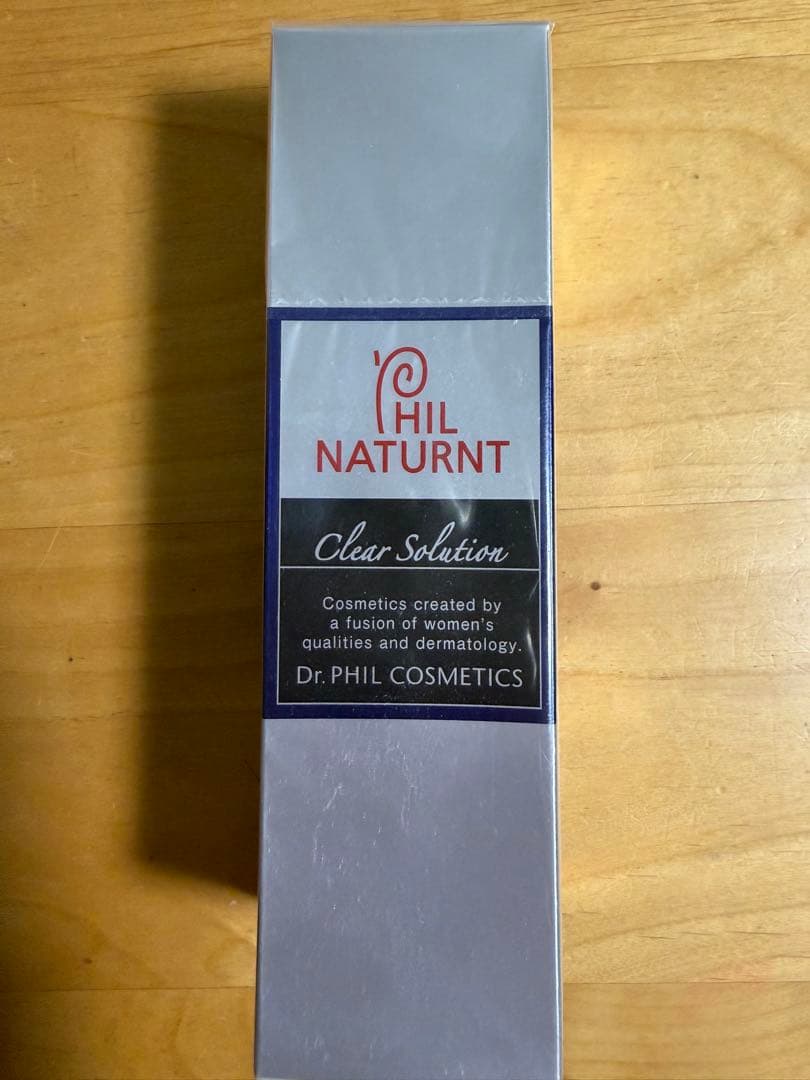 PHIL
NATURNT
Clear Solution
Cosmetics created by
a fusion of women's
qualities and dermatology.
Dr. PHIL COSMETICS